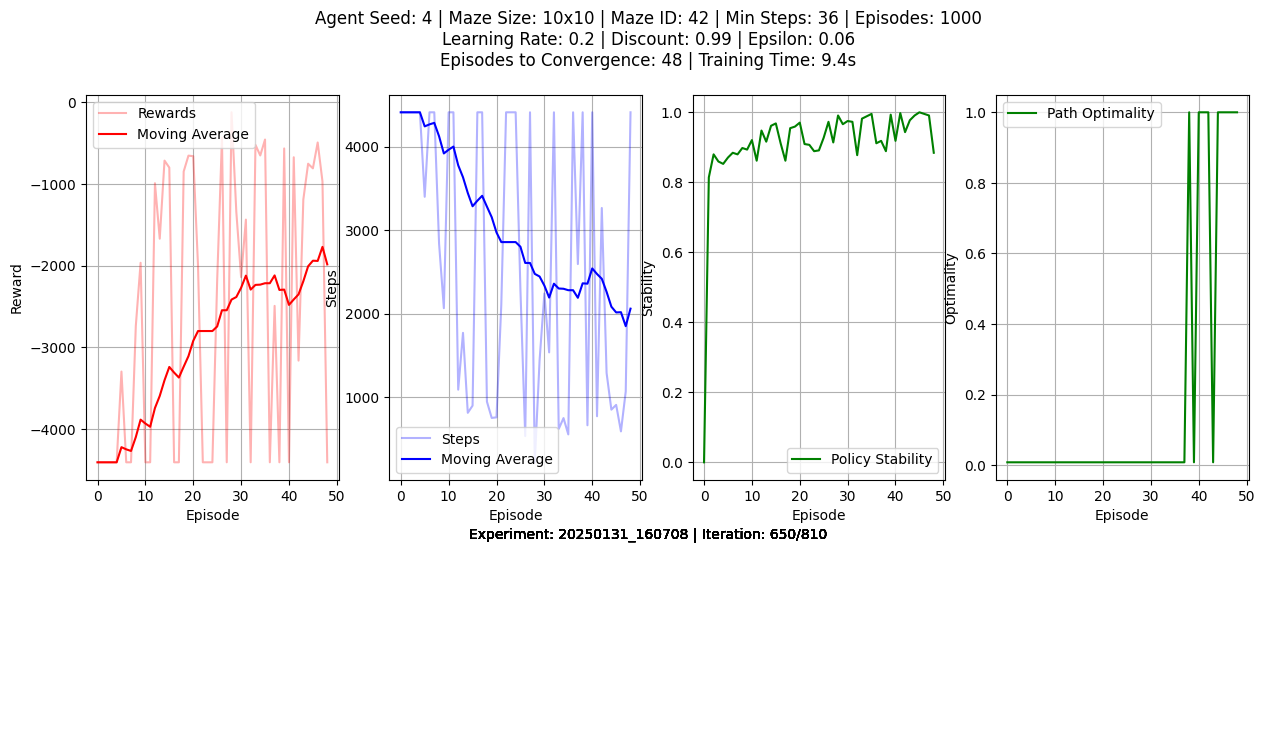 Agent Seed: 4 | Maze Size: 10x10 | Maze ID: 42 | Min Steps: 36 | Episodes: 1000
Learning Rate: 0.2 | Discount: 0.99 | Epsilon: 0.06
Episodes to Convergence: 48 | Training Time: 9.4s
Rewards
Moving Average
0
−1000
−2000
−3000
−4000
Reward
0 10 20 30 40 50
Episode
4000
3000
2000
1000
Steps
Steps
Moving Average
0 10 20 30 40 50
Episode
1.0
0.8
0.6
0.4
0.2
0.0
Stability
Policy Stability
0 10 20 30 40 50
Episode
Path Optimality
1.0
0.8
0.6
0.4
0.2
0.0
Optimality
0 10 20 30 40 50
Episode
Experiment: 20250131_160708 | Iteration: 650/810